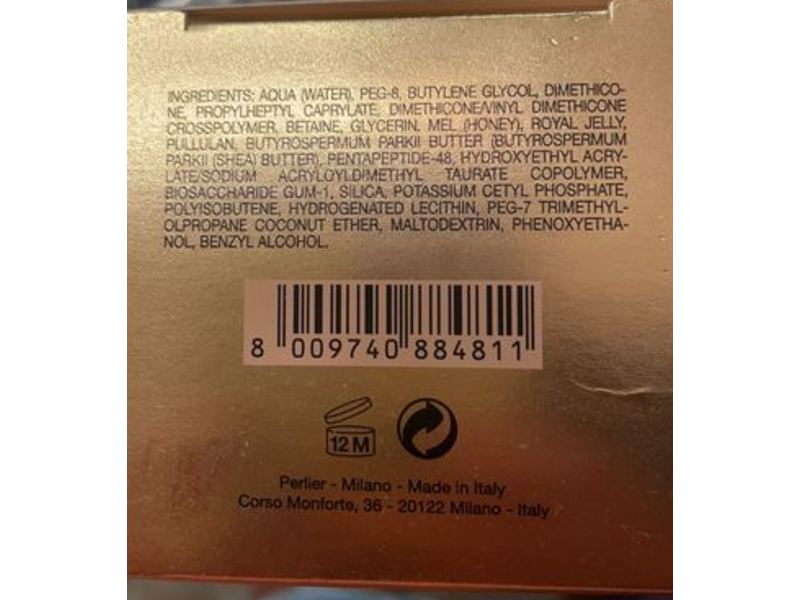 INGREDIENTS: AQUA (WATER), PEG-8, BUTYLENE GLYCOL, DIMETHICO-
NE, PROPYLHEPTYL CAPRYLATE, DIMETHICONE/VINYL DIMETHICONE
CROSSPOLYMER, BETAINE, GLYCERIN, MEL (HONEY), ROYAL JELLY,
PULLULAN, BUTYROSPERMUM PARKII BUTTER (BUTYROSPERMUM
PARKII (SHEA) BUTTER), PENTAPEPTIDE-48, HYDROXYETHYL ACRY-
LATE/SODIUM ACRYLOYLDIMETHYL TAURATE COPOLYMER,
BIOSACCHARIDE GUM-1, SILICA, POTASSIUM CETYL PHOSPHATE,
POLYISOBUTENE, HYDROGENATED LECITHIN, PEG-7 TRIMETHYL-
OLPROPANE COCONUT ETHER, MALTODEXTRIN, PHENOXYETHA-
NOL, BENZYL ALCOHOL.
8 009740 884811
12 M
Perlier - Milano - Made in Italy
Corso Monforte, 36 - 20122 Milano - Italy